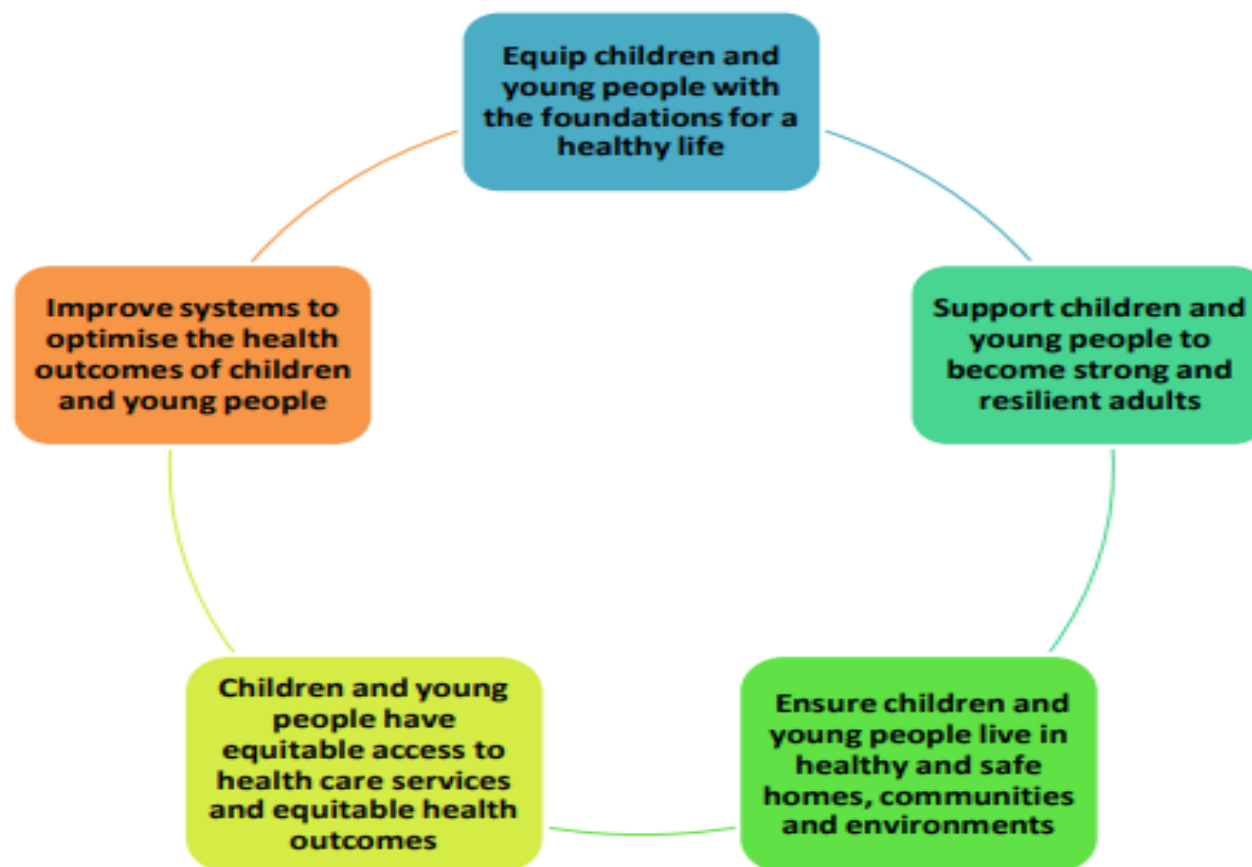 Equip children and
young people with
the foundations for a
healthy life
Support children and
young people to
become strong and
resilient adults
Ensure children and
young people live in
healthy and safe
homes, communities
and environments
Children and young
people have
equitable access to
health care services
and equitable health
outcomes
Improve systems to
optimise the health
outcomes of children
and young people